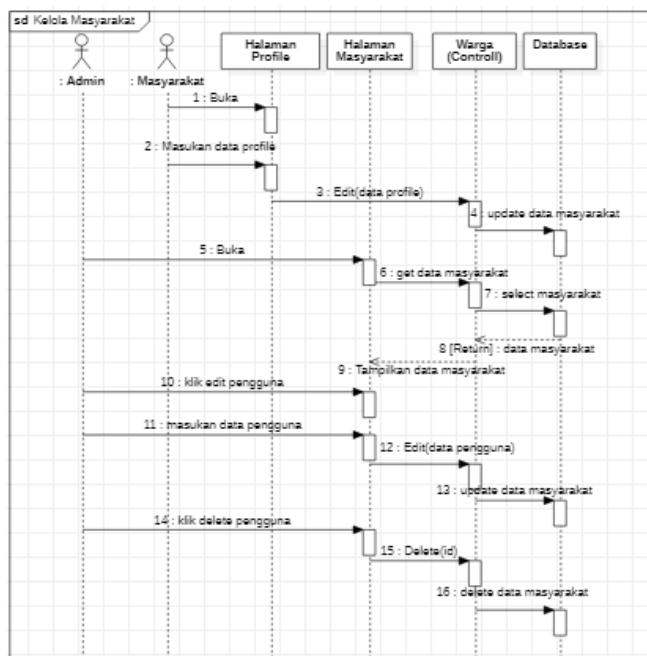 sd Kelola Masyarakat
: Admin
: Masyarakat
Halaman
Profile
Halaman
Masyarakat
Warga
(Controll)
Database
1 : Buka
2 : Masukan data profile
3 : Edit(data profile)
4 : update data masyarakat
5 : Buka
6 : get data masyarakat
7 : select masyarakat
8 [Return] : data masyarakat
9 : Tampilkan data masyarakat
10 : klik edit pengguna
11 : masukan data pengguna
12 : Edit(data pengguna)
13 : update data masyarakat
14 : klik delete pengguna
15 : Delete(id)
16 : delete data masyarakat